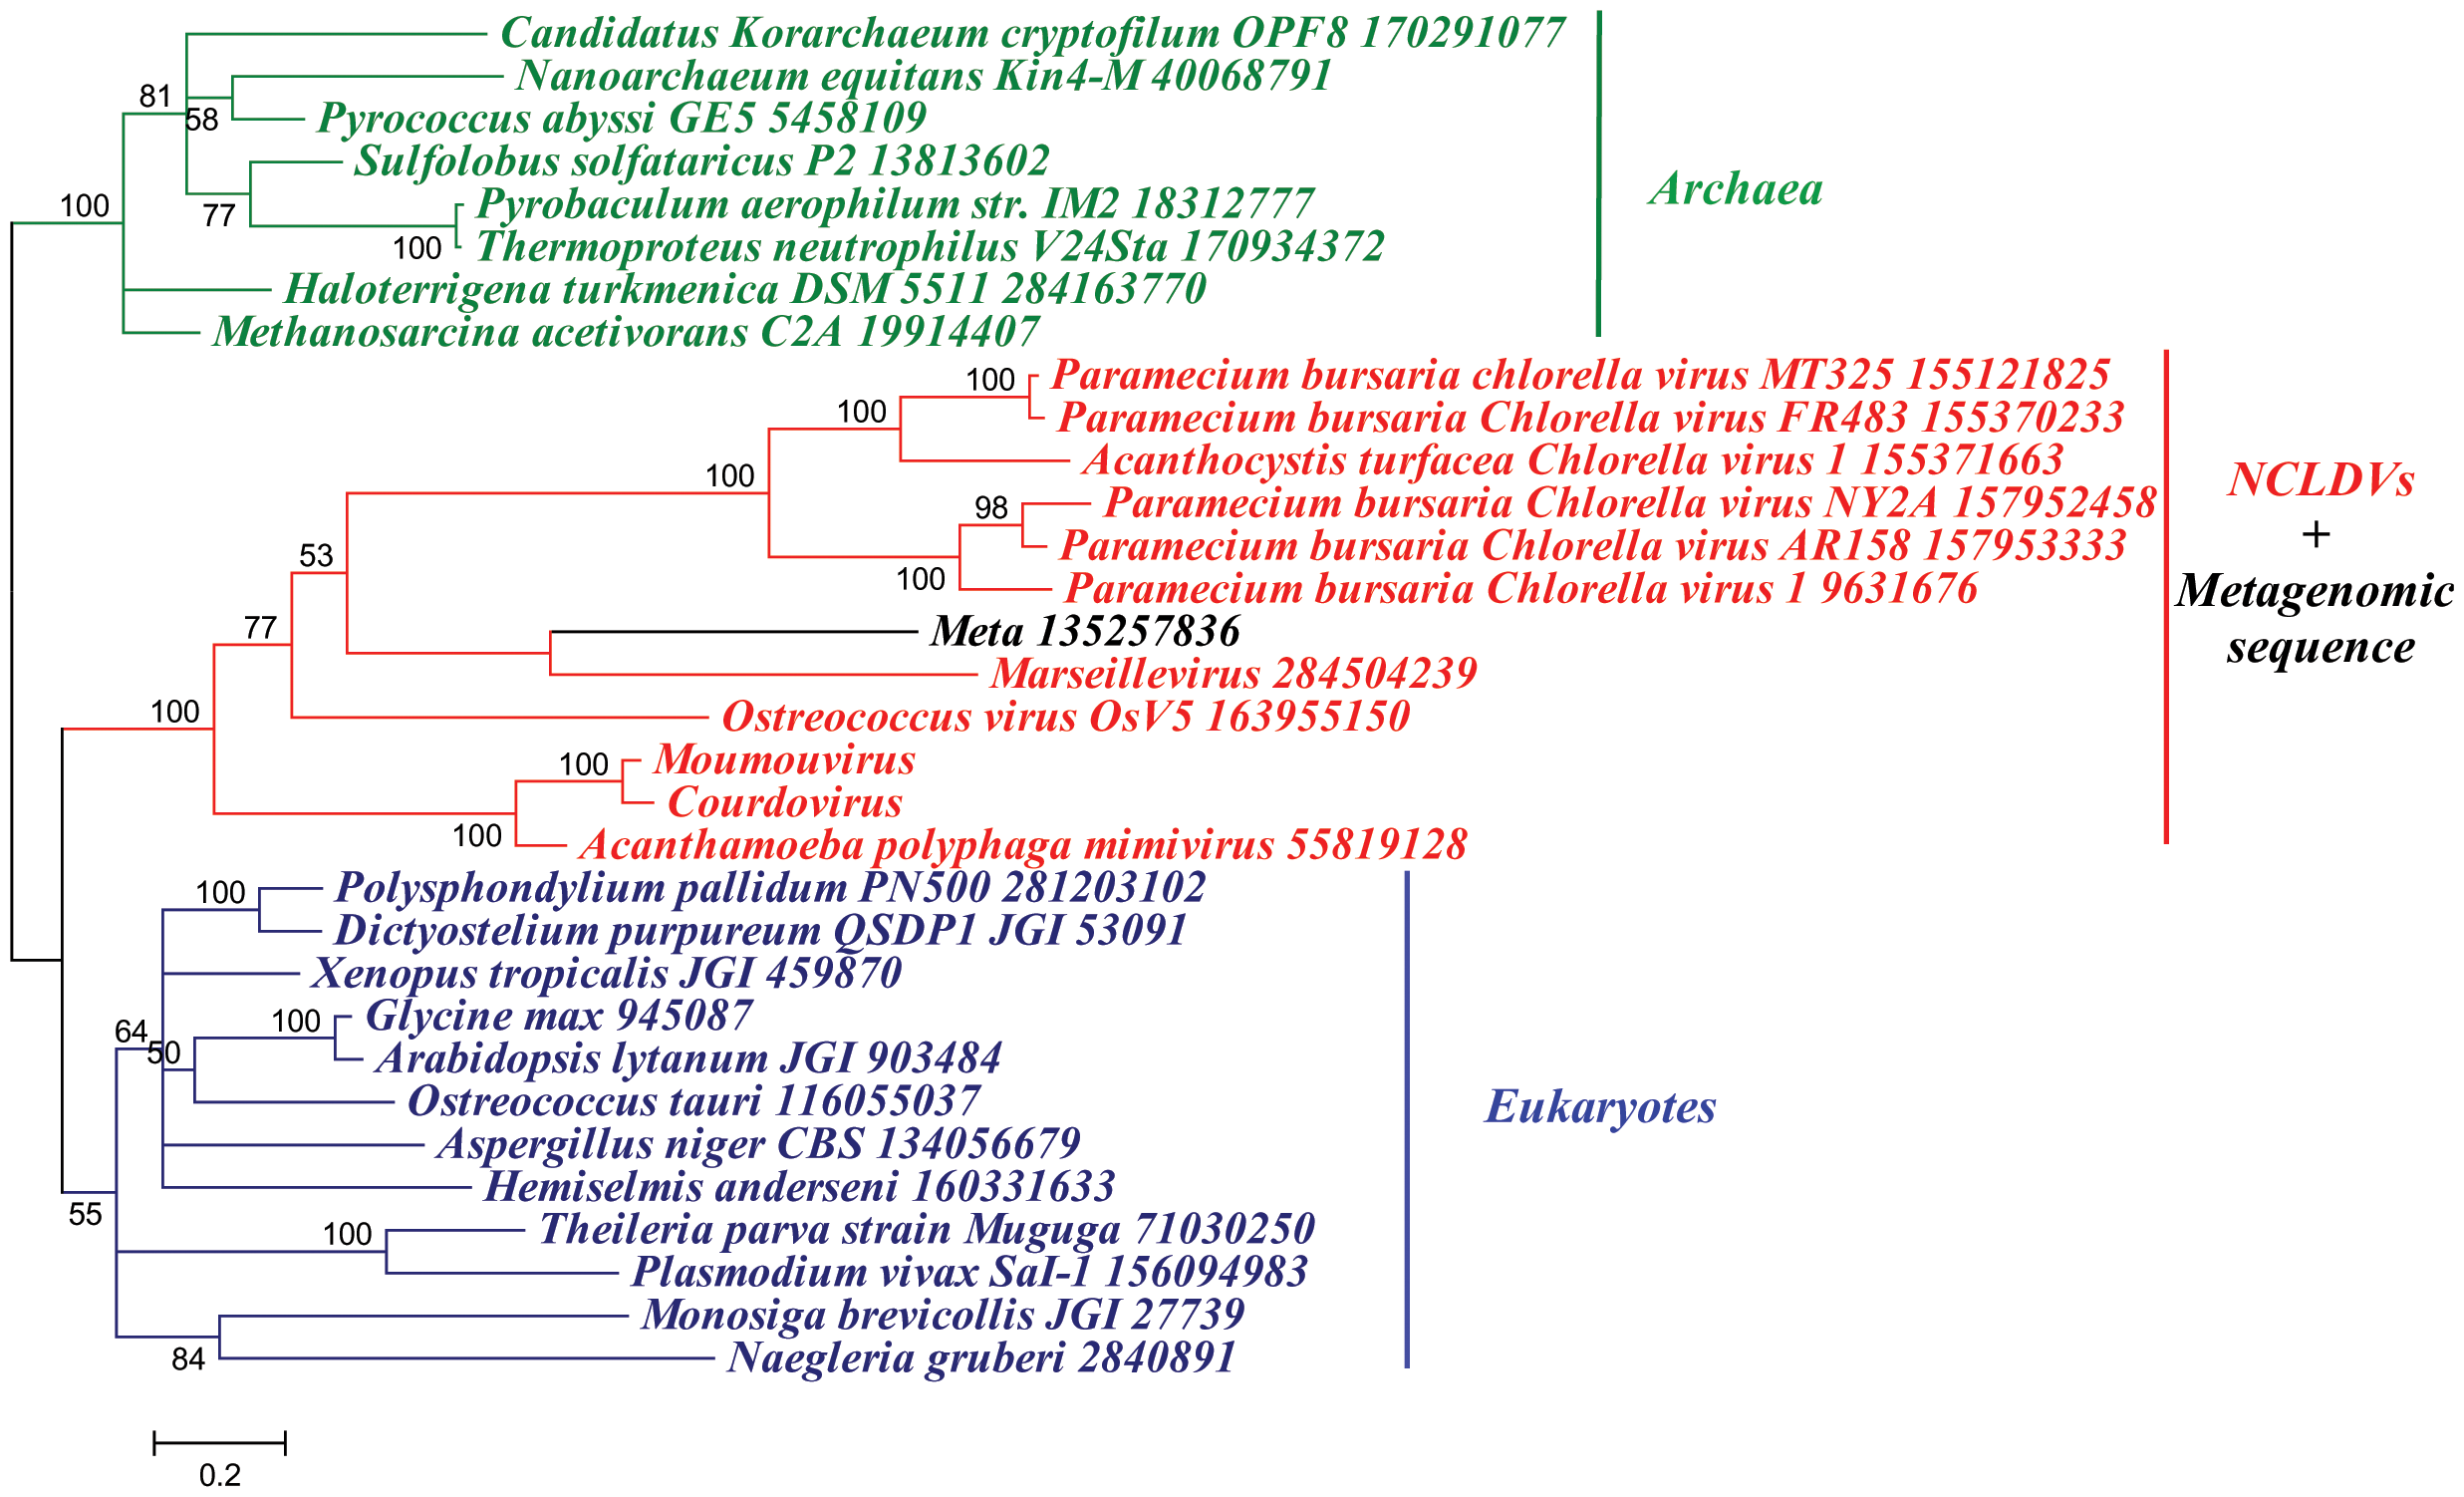 Candidatus Korarchaeum cryptofilum OPF8 170291077
Nanoarchaeum equitans Kin4-M 40068791
81
58
Pyrococcus abyssi GE5 5458109
Sulfolobus solfataricus P2 13813602
100
77
Pyrobaculum aerophilum str. IM2 18312777
Archaea
100
Thermoproteus neutrophilus V24Sta 170934372
Haloterrigena turkmenica DSM 5511 284163770
Methanosarcina acetivorans C2A 19914407
100
Paramecium bursaria chlorella virus MT325 155121825
100
Paramecium bursaria Chlorella virus FR483 155370233
Acanthocystis turfacea Chlorella virus 1 155371663
100
NCLDVs
98
Paramecium bursaria Chlorella virus NY2A 157952458
+
53
Paramecium bursaria Chlorella virus AR158 157953333
100
Paramecium bursaria Chlorella virus 1 9631676
Metagenomic
77
Meta 135257836
sequence
Marseillevirus 284504239
100
Ostreococcus virus OsV5 163955150
100
Moumouvirus
Courdovirus
100
Acanthamoeba polyphaga mimivirus 55819128
100
Polysphondylium pallidum PN500 281203102
Dictyostelium purpureum QSDP1 JGI 53091
Xenopus tropicalis JGI 459870
64
100
Glycine max 945087
50
Arabidopsis lytanum JGI 903484
Ostreococcus tauri 116055037
Eukaryotes
Aspergillus niger CBS 134056679
Hemiselmis anderseni 160331633
55
100
Theileria parva strain Muguga 71030250
Plasmodium vivax SaI-1 156094983
Monosiga brevicollis JGI 27739
84
Naegleria gruberi 2840891
0.2